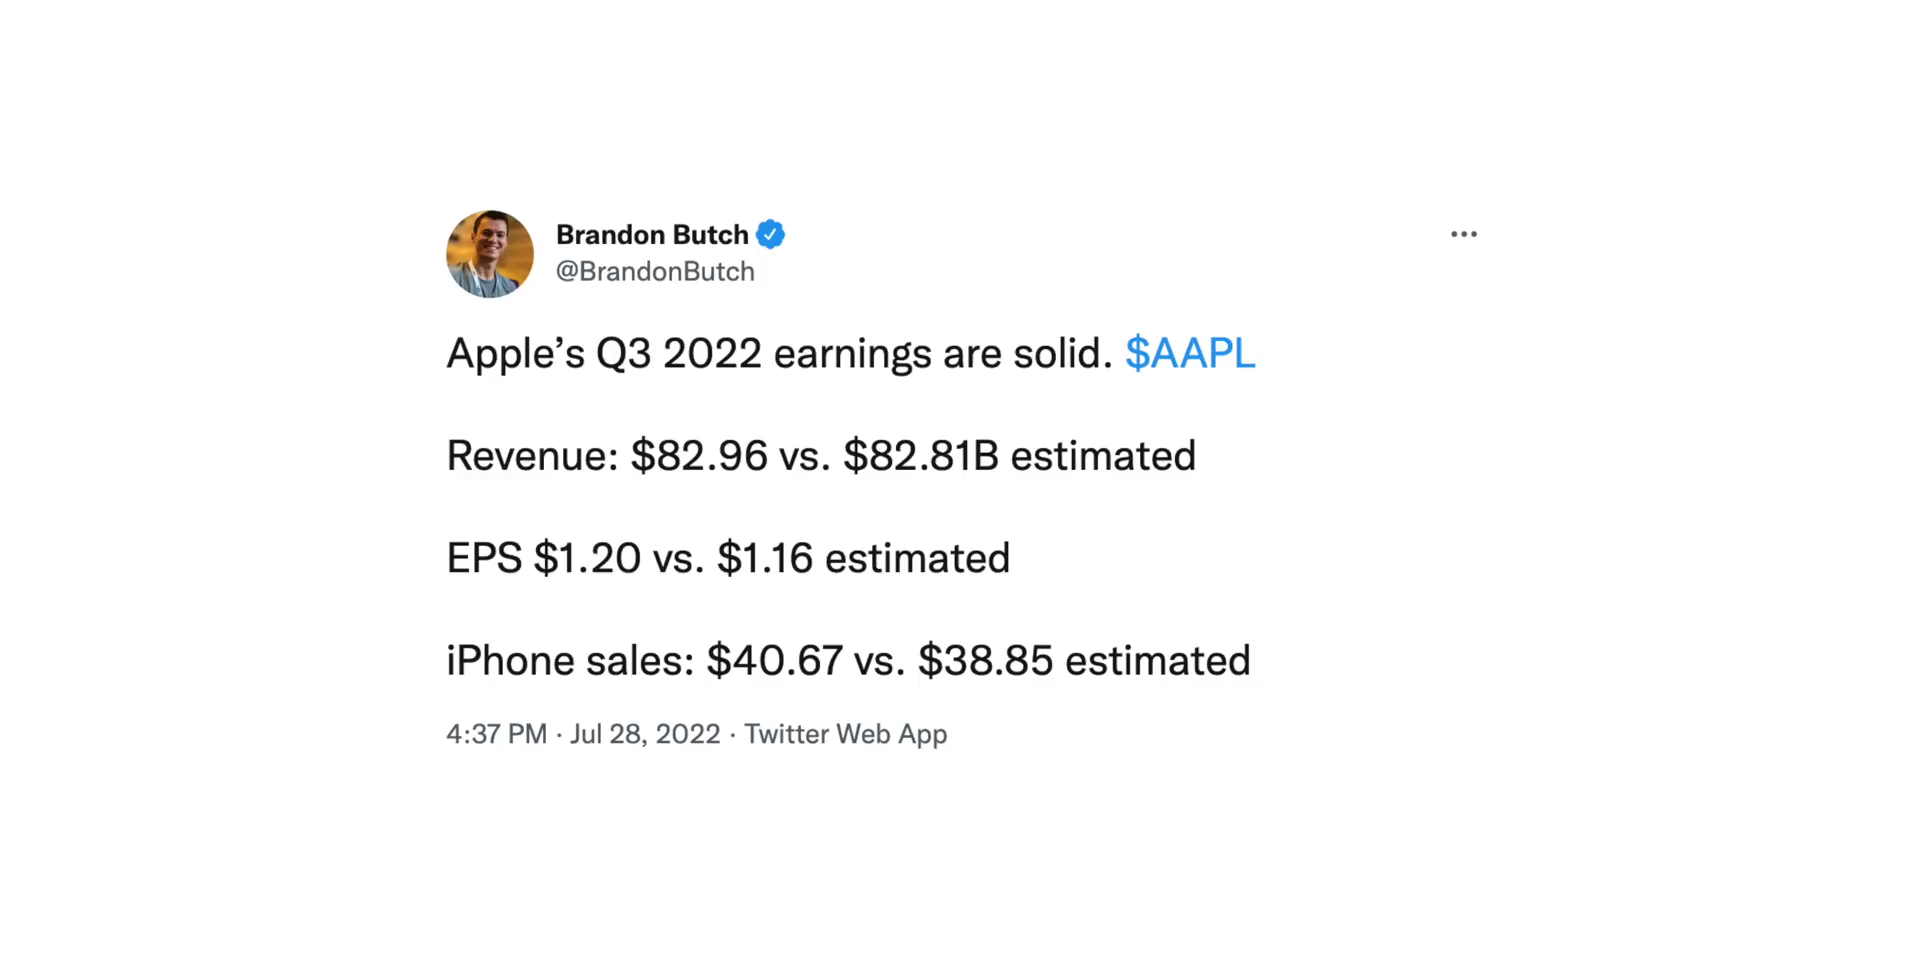 Brandon Butch
@BrandonButch
Apple’s Q3 2022 earnings are solid. $AAPL
Revenue: $82.96 vs. $82.81B estimated
EPS $1.20 vs. $1.16 estimated
iPhone sales: $40.67 vs. $38.85 estimated
4:37 PM · Jul 28, 2022 · Twitter Web App